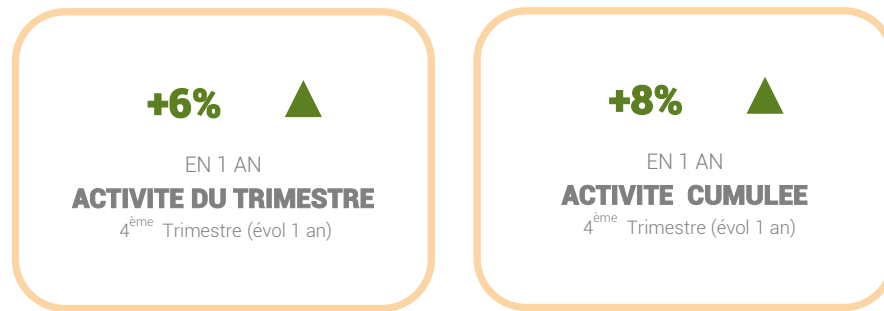 +6%
EN 1 AN
ACTIVITE DU TRIMESTRE
4ème Trimestre (évol 1 an)
+8%
EN 1 AN
ACTIVITE CUMULEE
4ème Trimestre (évol 1 an)